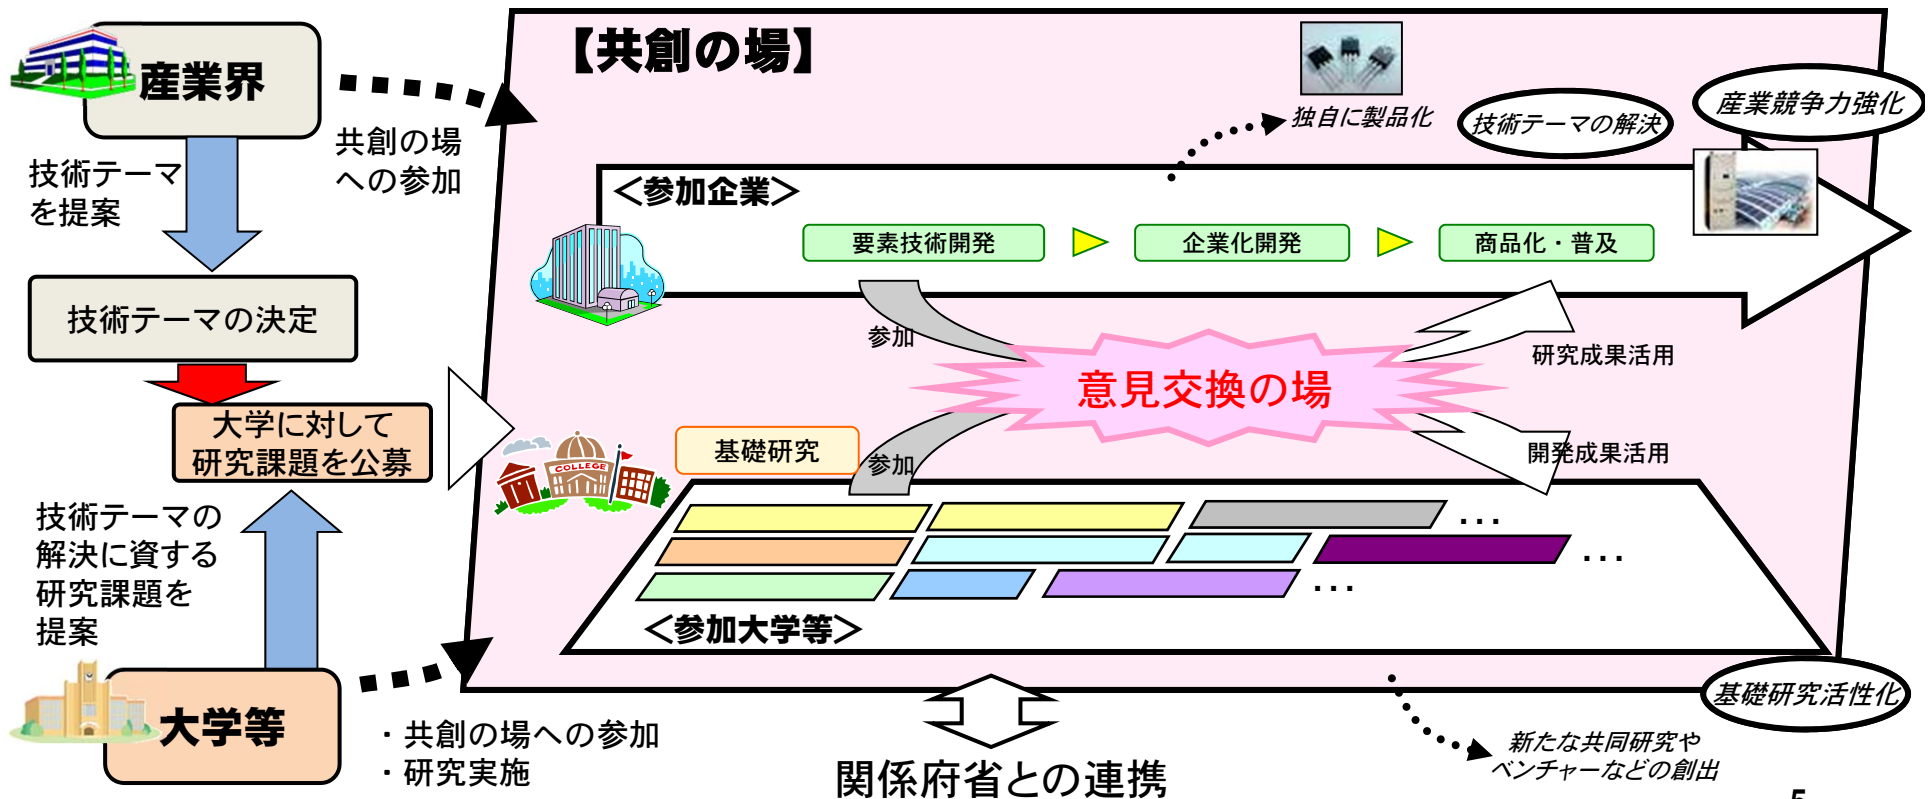 産業界
技術テーマ
を提案
共創の場
への参加
技術テーマの決定
大学に対して
研究課題を公募
技術テーマの
解決に資する
研究課題を
提案
大学等
・共創の場への参加
・研究実施
【共創の場】
独自に製品化
技術テーマの解決
産業競争力強化
＜参加企業＞
要素技術開発
企業化開発
商品化・普及
参加
研究成果活用
意見交換の場
COLLEGE
基礎研究
参加
開発成果活用
・・・
・・・
・・・
＜参加大学等＞
基礎研究活性化
関係府省との連携
新たな共同研究や
ベンチャーなどの創出
5